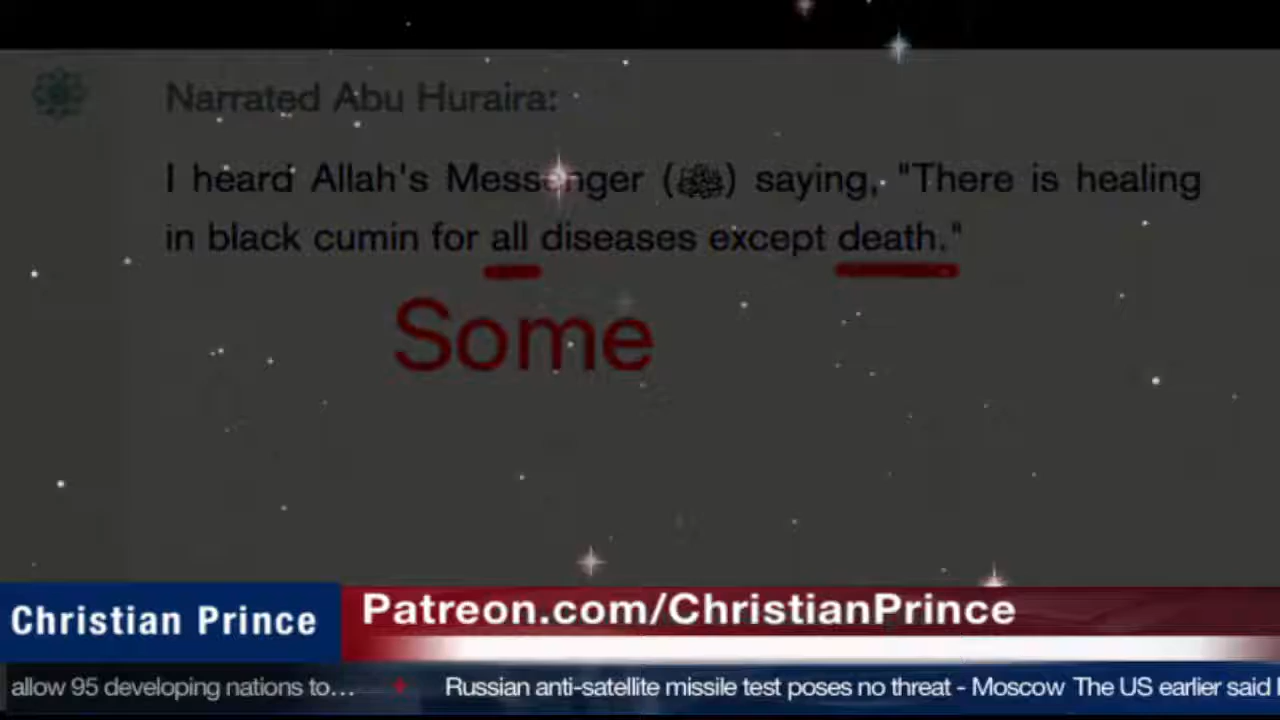 Narrated Abu Huraira:
I heard Allah's Messenger (ﷺ) saying, "There is healing
in black cumin for all diseases except death."
Some
Christian Prince
Patreon.com/ChristianPrince
allow 95 developing nations to… ♦ Russian anti-satellite missile test poses no threat - Moscow The US earlier said